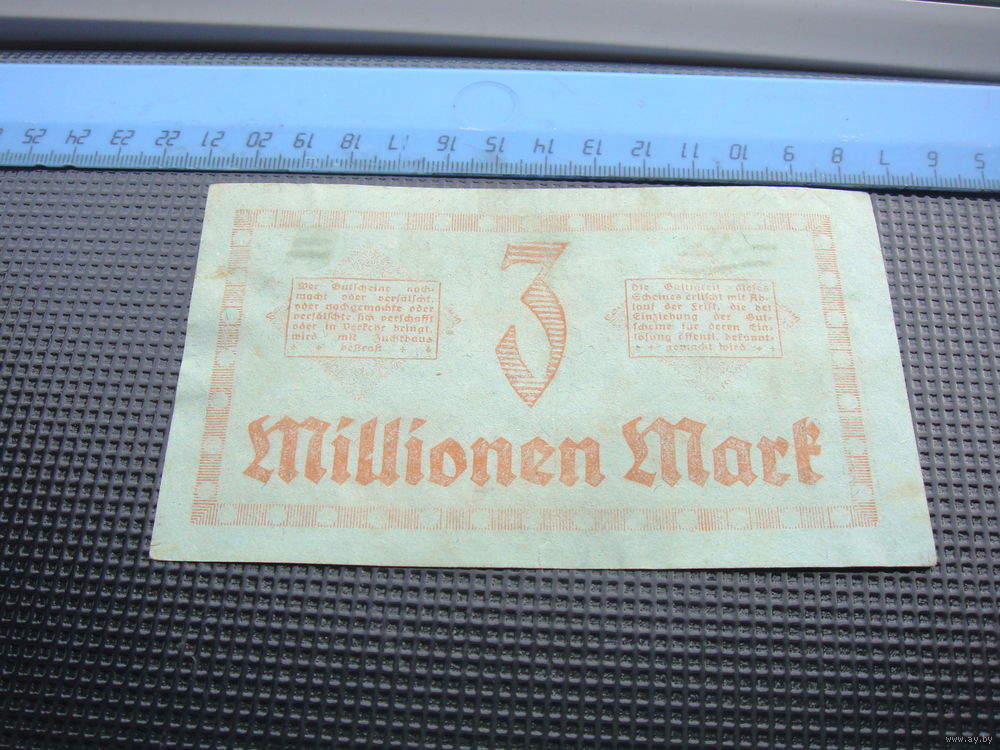 25 24 23 22 21 20 19 18 17 16 15 14 13 12 11 10 9 8 7 6 5
3
Wer Gutscheine nach-
macht oder verfälscht,
oder nachgemachte oder
verfälschte sich verschafft
oder in Verkehr bringt,
wird mit Zuchthaus
bestraft
Die Gültigkeit dieses
Scheines erlischt mit Ab-
lauf der Frist, die bei
Einziehung der Gut-
scheine für deren Ein-
lösung öffentl. bekannt-
gemacht wird
Millionen Mark
www.ay.by